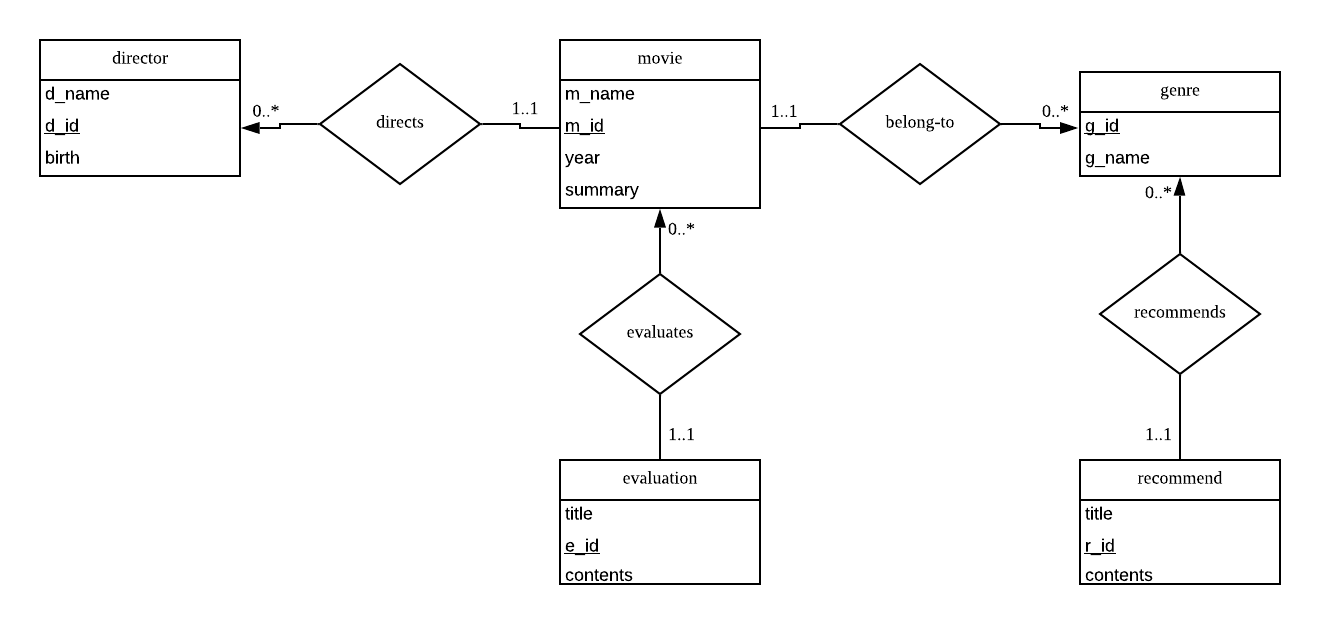 director
d_name
d_id
birth
0..*
directs
1..1
movie
m_name
m_id
year
summary
1..1
belong-to
0..*
genre
g_id
g_name
0..*
evaluates
1..1
evaluation
title
e_id
contents
0..*
recommends
1..1
recommend
title
r_id
contents